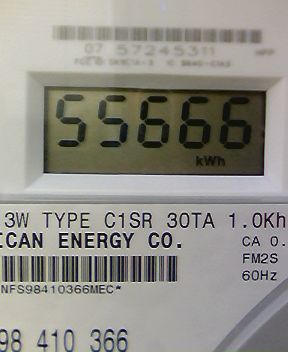 07 57245311
55666
kWh
3W TYPE C1SR 30TA 1.0Kh
ICAN ENERGY CO.
CA 0.
FM2S
60Hz
NFS98410366MEC*
98 410 366